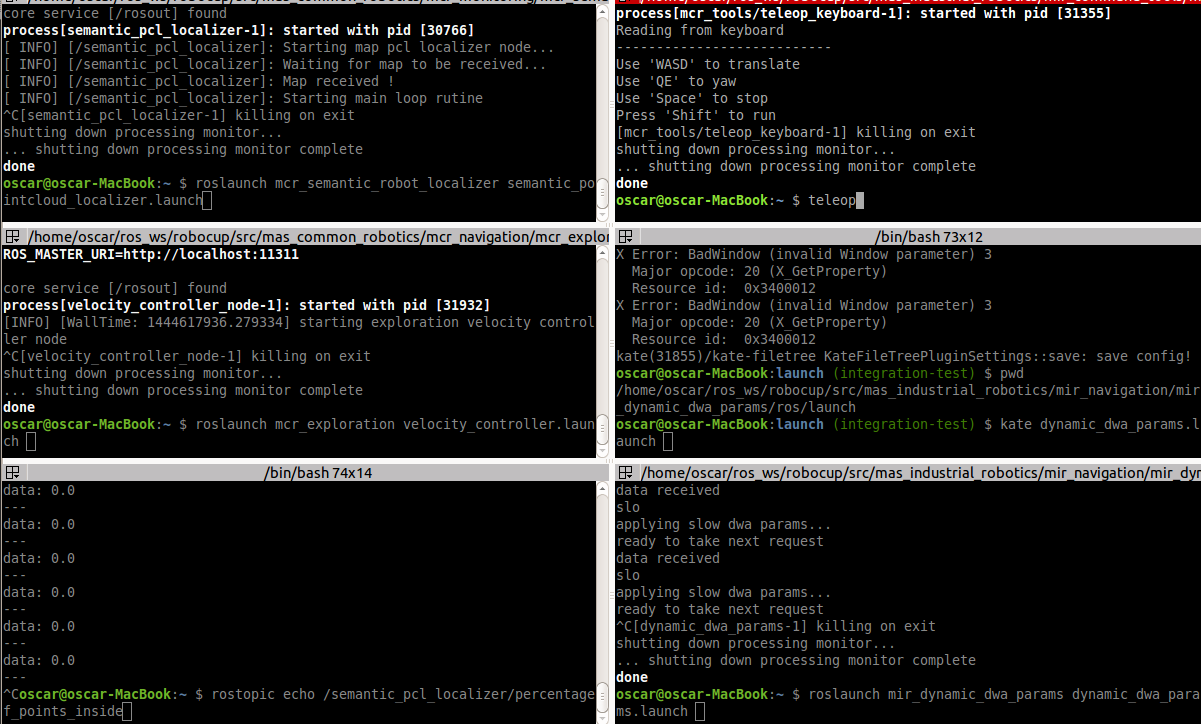 core service [/rosout] found
process[semantic_pcl_localizer-1]: started with pid [30766]
[ INFO] [/semantic_pcl_localizer]: Starting map pcl localizer node...
[ INFO] [/semantic_pcl_localizer]: Waiting for map to be received...
[ INFO] [/semantic_pcl_localizer]: Map received !
[ INFO] [/semantic_pcl_localizer]: Starting main loop rutine
^C[semantic_pcl_localizer-1] killing on exit
shutting down processing monitor...
... shutting down processing monitor complete
done
oscar@oscar-MacBook:~ $ roslaunch mcr_semantic_robot_localizer semantic_po
intcloud_localizer.launch
process[mcr_tools/teleop_keyboard-1]: started with pid [31355]
Reading from keyboard
---------------------------
Use 'WASD' to translate
Use 'QE' to yaw
Use 'Space' to stop
Press 'Shift' to run
[mcr_tools/teleop_keyboard-1] killing on exit
shutting down processing monitor...
... shutting down processing monitor complete
done
oscar@oscar-MacBook:~ $ teleop
/home/oscar/ros_ws/robocup/src/mas_common_robotics/mcr_navigation/mcr_explor
ROS_MASTER_URI=http://localhost:11311
core service [/rosout] found
process[velocity_controller_node-1]: started with pid [31932]
[INFO] [WallTime: 1444617936.279334] starting exploration velocity control
ler node
^C[velocity_controller_node-1] killing on exit
shutting down processing monitor...
... shutting down processing monitor complete
done
oscar@oscar-MacBook:~ $ roslaunch mcr_exploration velocity_controller.laun
ch
/bin/bash 73x12
X Error: BadWindow (invalid Window parameter) 3
Major opcode: 20 (X_GetProperty)
Resource id:  0x3400012
X Error: BadWindow (invalid Window parameter) 3
Major opcode: 20 (X_GetProperty)
Resource id:  0x3400012
kate(31855)/kate-filetree KateFileTreePluginSettings::save: save config!
oscar@oscar-MacBook:launch (integration-test) $ pwd
/home/oscar/ros_ws/robocup/src/mas_industrial_robotics/mir_navigation/mir
_dynamic_dwa_params/ros/launch
oscar@oscar-MacBook:launch (integration-test) $ kate dynamic_dwa_params.l
aunch
/bin/bash 74x14
data: 0.0
---
data: 0.0
---
data: 0.0
---
data: 0.0
---
data: 0.0
---
data: 0.0
---
^Coscar@oscar-MacBook:~ $ rostopic echo /semantic_pcl_localizer/percentage
f_points_inside
/home/oscar/ros_ws/robocup/src/mas_industrial_robotics/mir_navigation/mir_dyn
data received
slo
applying slow dwa params...
ready to take next request
data received
slo
applying slow dwa params...
ready to take next request
^C[dynamic_dwa_params-1] killing on exit
shutting down processing monitor...
... shutting down processing monitor complete
done
oscar@oscar-MacBook:~ $ roslaunch mir_dynamic_dwa_params dynamic_dwa_para
ms.launch